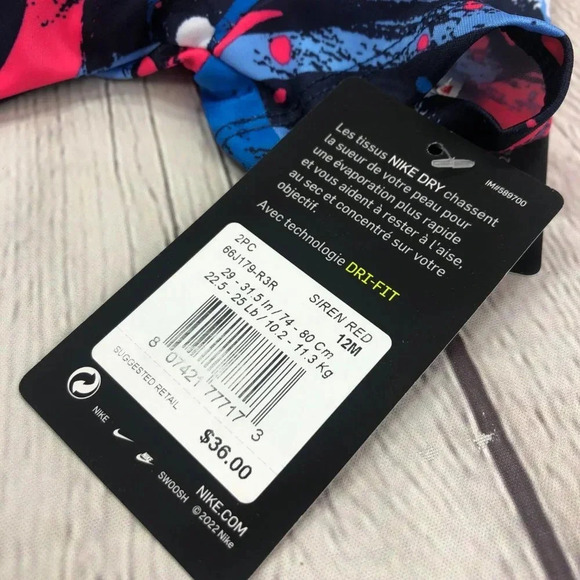 IM#589700
Les tissus NIKE DRY chassent
la sueur de votre peau pour
une évaporation plus rapide
et vous aident à rester à l'aise,
au sec et concentré sur votre
objectif.
Avec technologie DRI-FIT
2PC
66J179-R3R SIREN RED
29 - 31.5 In / 74 - 80 Cm 12M
22.5 - 25 Lb / 10.2 - 11.3 Kg
8 07421 77717 3
SUGGESTED RETAIL $36.00
NIKE SWOOSH NIKE.COM
© 2022 Nike